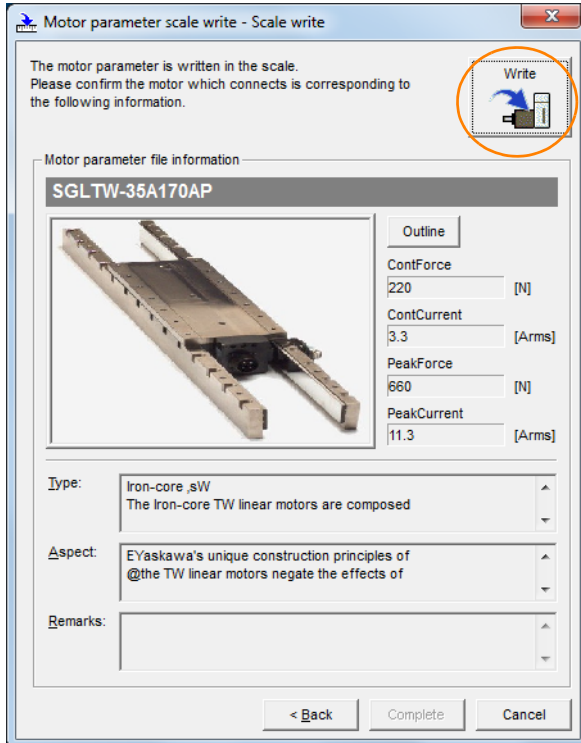 Motor parameter scale write - Scale write
The motor parameter is written in the scale.
Please confirm the motor which connects is corresponding to
the following information.
Write
Motor parameter file information
SGLTW-35A170AP
Outline
ContForce
220 [N]
ContCurrent
3.3 [Arms]
PeakForce
660 [N]
PeakCurrent
11.3 [Arms]
Type:
Iron-core ,sW
The Iron-core TW linear motors are composed
Aspect:
EYaskawa's unique construction principles of
@the TW linear motors negate the effects of
Remarks:
< Back Complete Cancel